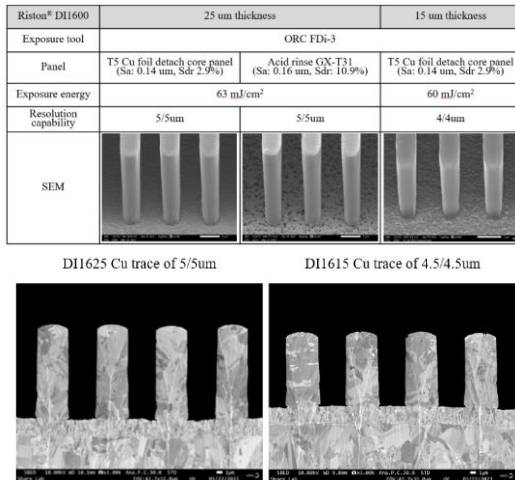 Riston® DI1600
25 um thickness
15 um thickness
Exposure tool
ORC FDi-3
Panel
T5 Cu foil detach core panel
(Sa: 0.14 um, Sdr 2.9%)
Acid rinse GX-T31
(Sa: 0.16 um, Sdr: 10.9%)
T5 Cu foil detach core panel
(Sa: 0.14 um, Sdr 2.9%)
Exposure energy
63 mJ/cm²
60 mJ/cm²
Resolution
capability
5/5um
5/5um
4/4um
SEM
DI1625 Cu trace of 5/5um
DI1615 Cu trace of 4.5/4.5um